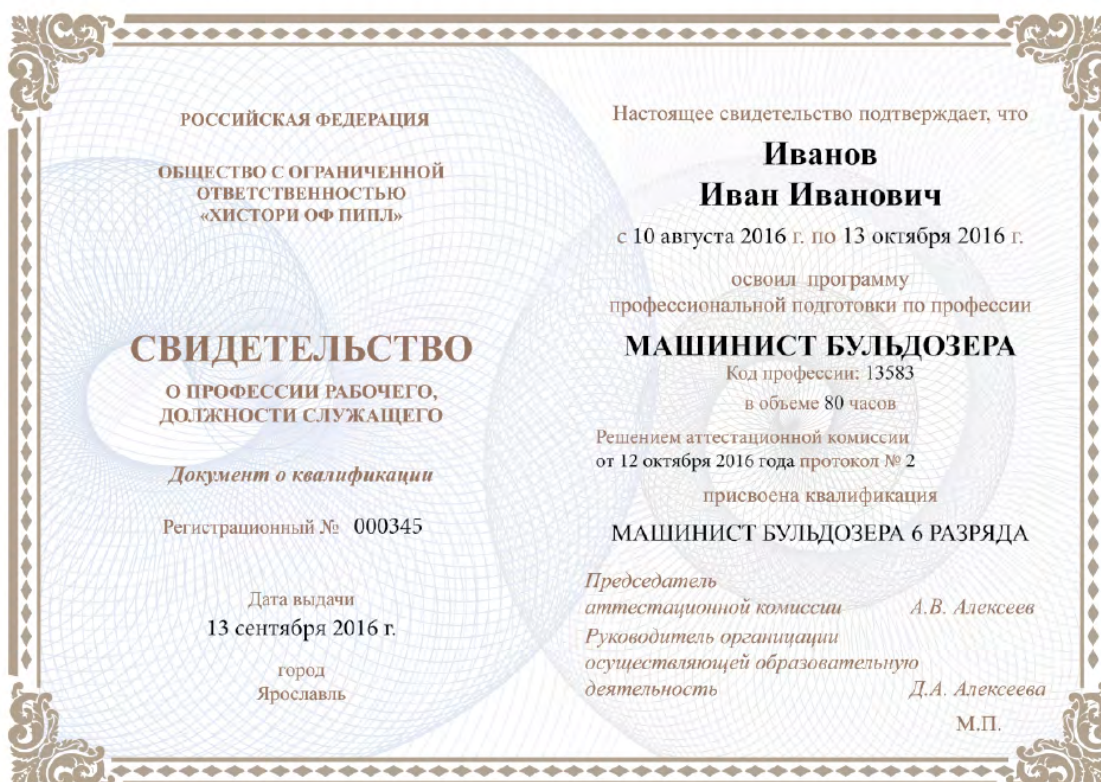 РОССИЙСКАЯ ФЕДЕРАЦИЯ
ОБЩЕСТВО С ОГРАНИЧЕННОЙ
ОТВЕТСТВЕННОСТЬЮ
«ХИСТОРИ ОФ ПИПЛ»
СВИДЕТЕЛЬСТВО
О ПРОФЕССИИ РАБОЧЕГО,
ДОЛЖНОСТИ СЛУЖАЩЕГО
Документ о квалификации
Регистрационный № 000345
Дата выдачи
13 сентября 2016 г.
город
Ярославль
Настоящее свидетельство подтверждает, что
Иванов
Иван Иванович
с 10 августа 2016 г. по 13 октября 2016 г.
освоил программу
профессиональной подготовки по профессии
МАШИНИСТ БУЛЬДОЗЕРА
Код профессии: 13583
в объеме 80 часов
Решением аттестационной комиссии
от 12 октября 2016 года протокол № 2
присвоена квалификация
МАШИНИСТ БУЛЬДОЗЕРА 6 РАЗРЯДА
Председатель
аттестационной комиссии А.В. Алексеев
Руководитель органицации
осуществляющей образовательную
деятельность Д.А. Алексеева
М.П.